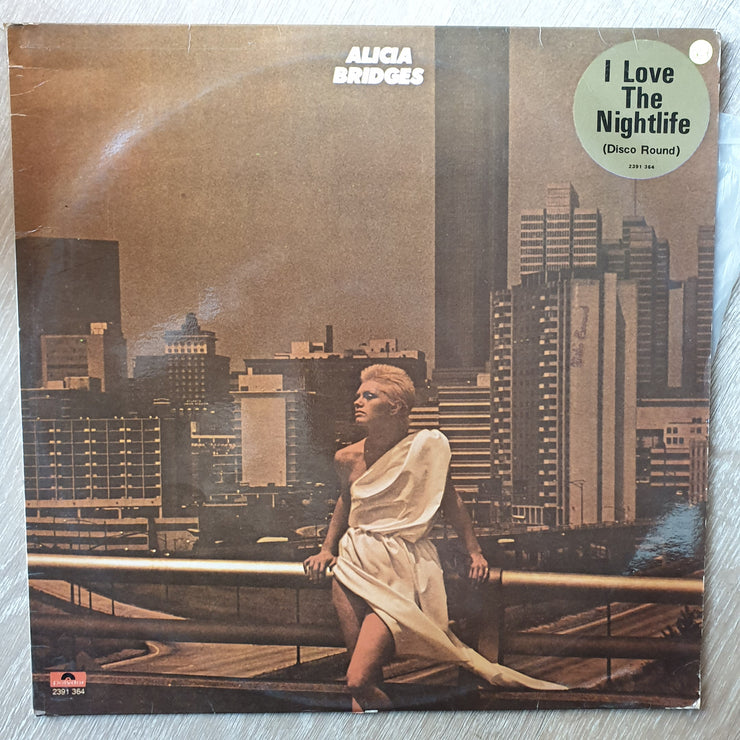 ALICIA
BRIDGES
I Love
The
Nightlife
(Disco Round)
2391 364
polydor
2391 364